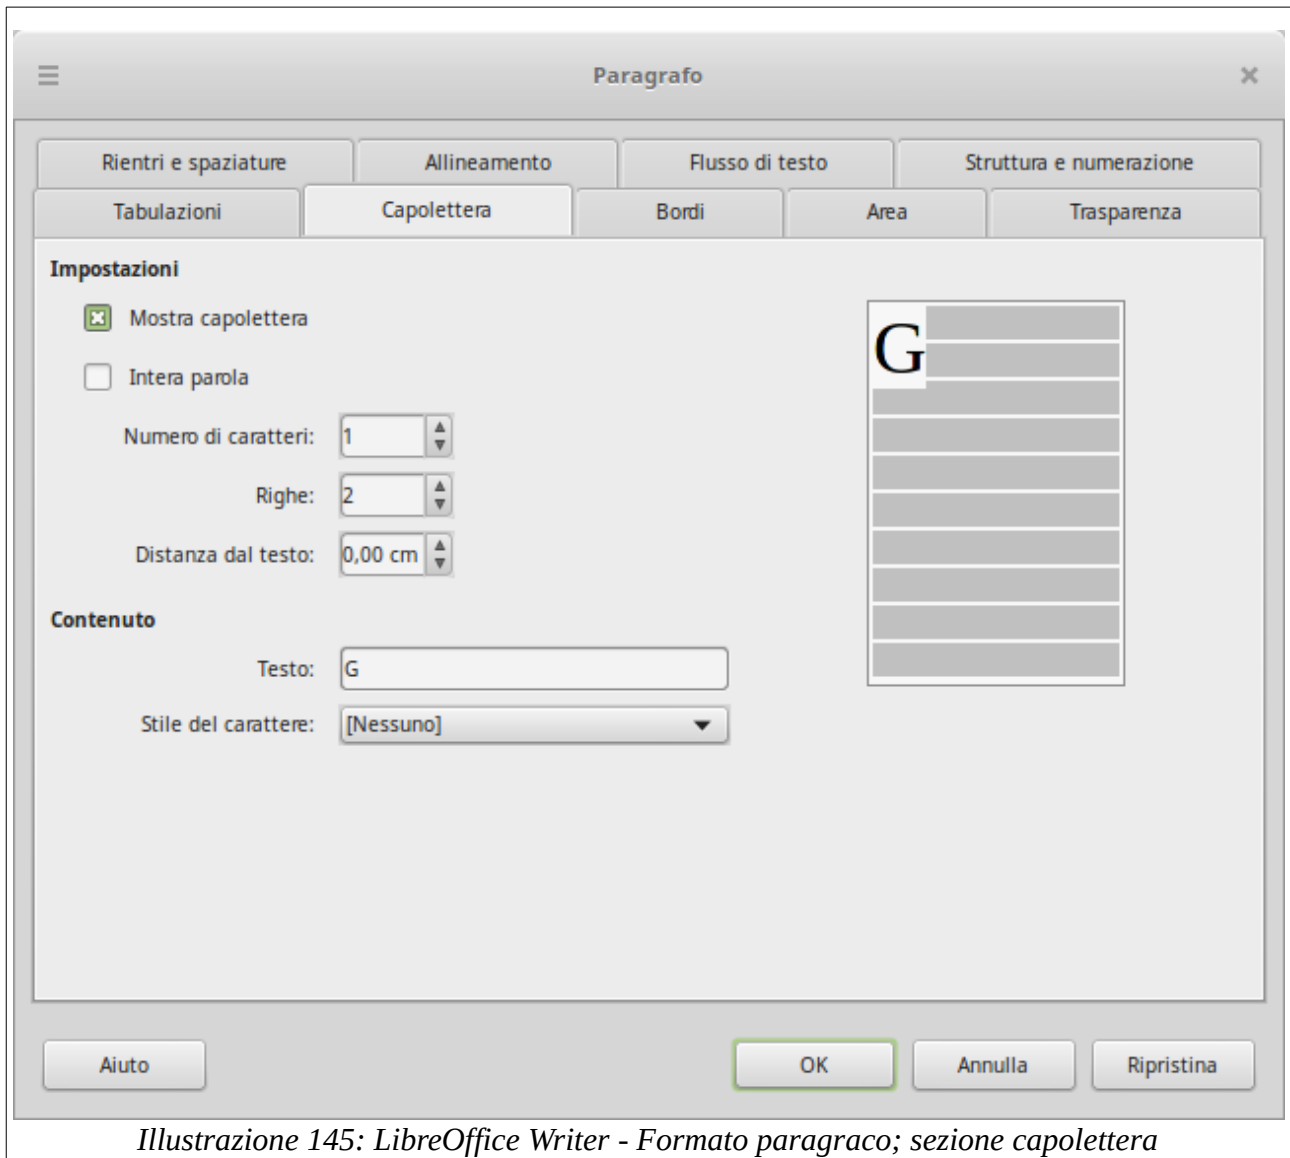 Paragrafo
Rientri e spaziature Allineamento Flusso di testo Struttura e numerazione
Tabulazioni Capolettera Bordi Area Trasparenza
Impostazioni
Mostra capolettera
G
Intera parola
Numero di caratteri: 1
Righe: 2
Distanza dal testo: 0,00 cm
Contenuto
Testo: G
Stile del carattere: [Nessuno]
Aiuto OK Annulla Ripristina
Illustrazione 145: LibreOffice Writer - Formato paragraco; sezione capolettera